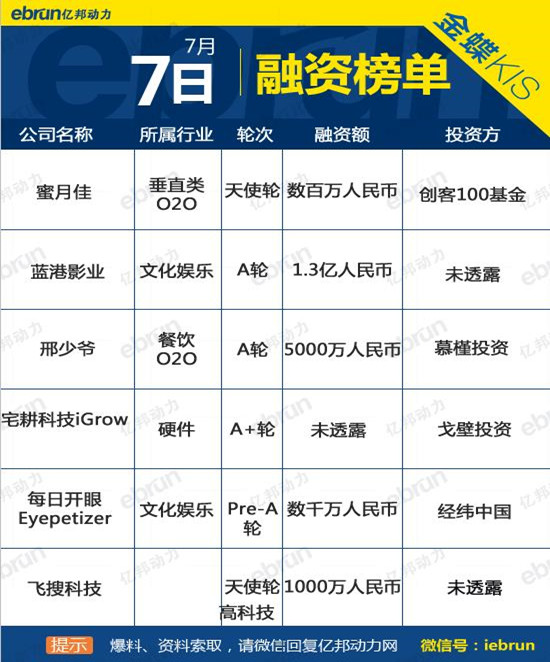 ebrun亿邦动力
7月
7日
融资榜单
金蝶KIS
公司名称 所属行业 轮次 融资额 投资方
蜜月佳 垂直类 天使轮 数百万人民币 创客100基金
O2O
蓝港影业 文化娱乐 A轮 1.3亿人民币 未透露
邢少爷 餐饮 A轮 5000万人民币 慕槿投资
O2O
宅耕科技iGrow 硬件 A+轮 未透露 戈壁投资
每日开眼 文化娱乐 Pre-A 数千万人民币 经纬中国
Eyepetizer 轮
飞搜科技 天使轮 1000万人民币 未透露
高科技
提示 爆料、资料索取，请微信回复亿邦动力网 微信号：iebrun